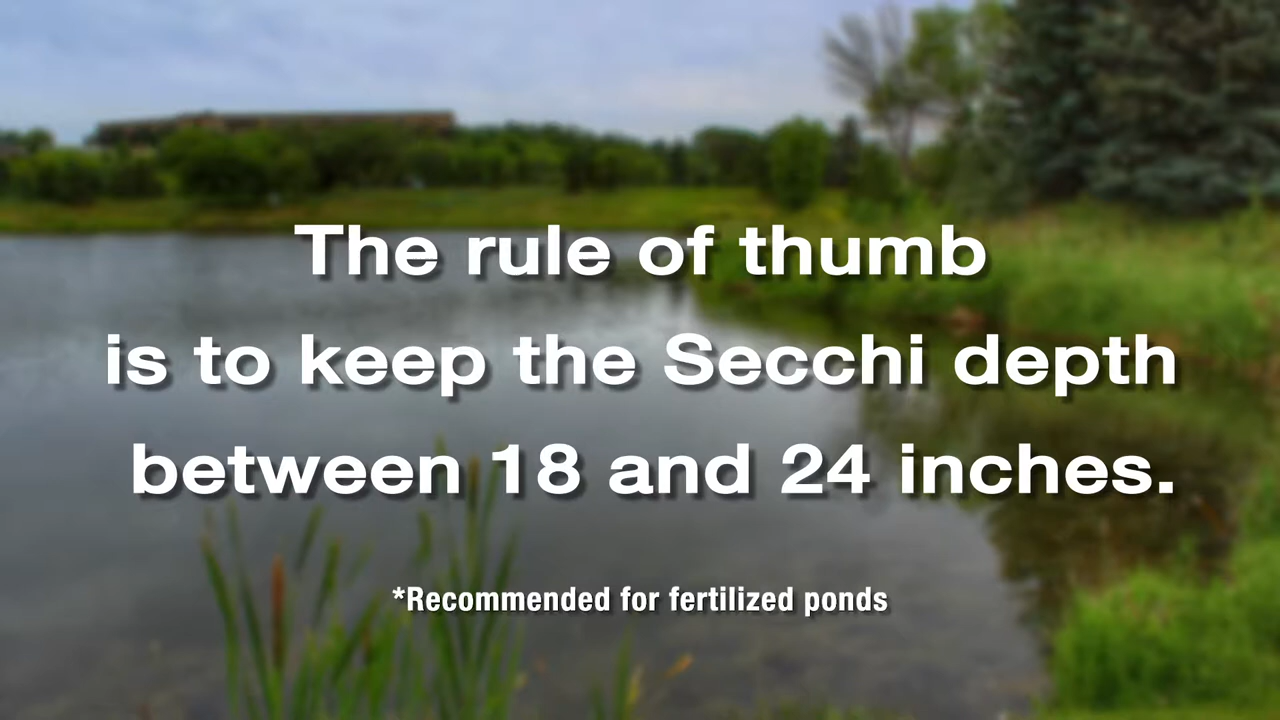 The rule of thumb
is to keep the Secchi depth
between 18 and 24 inches.
*Recommended for fertilized ponds